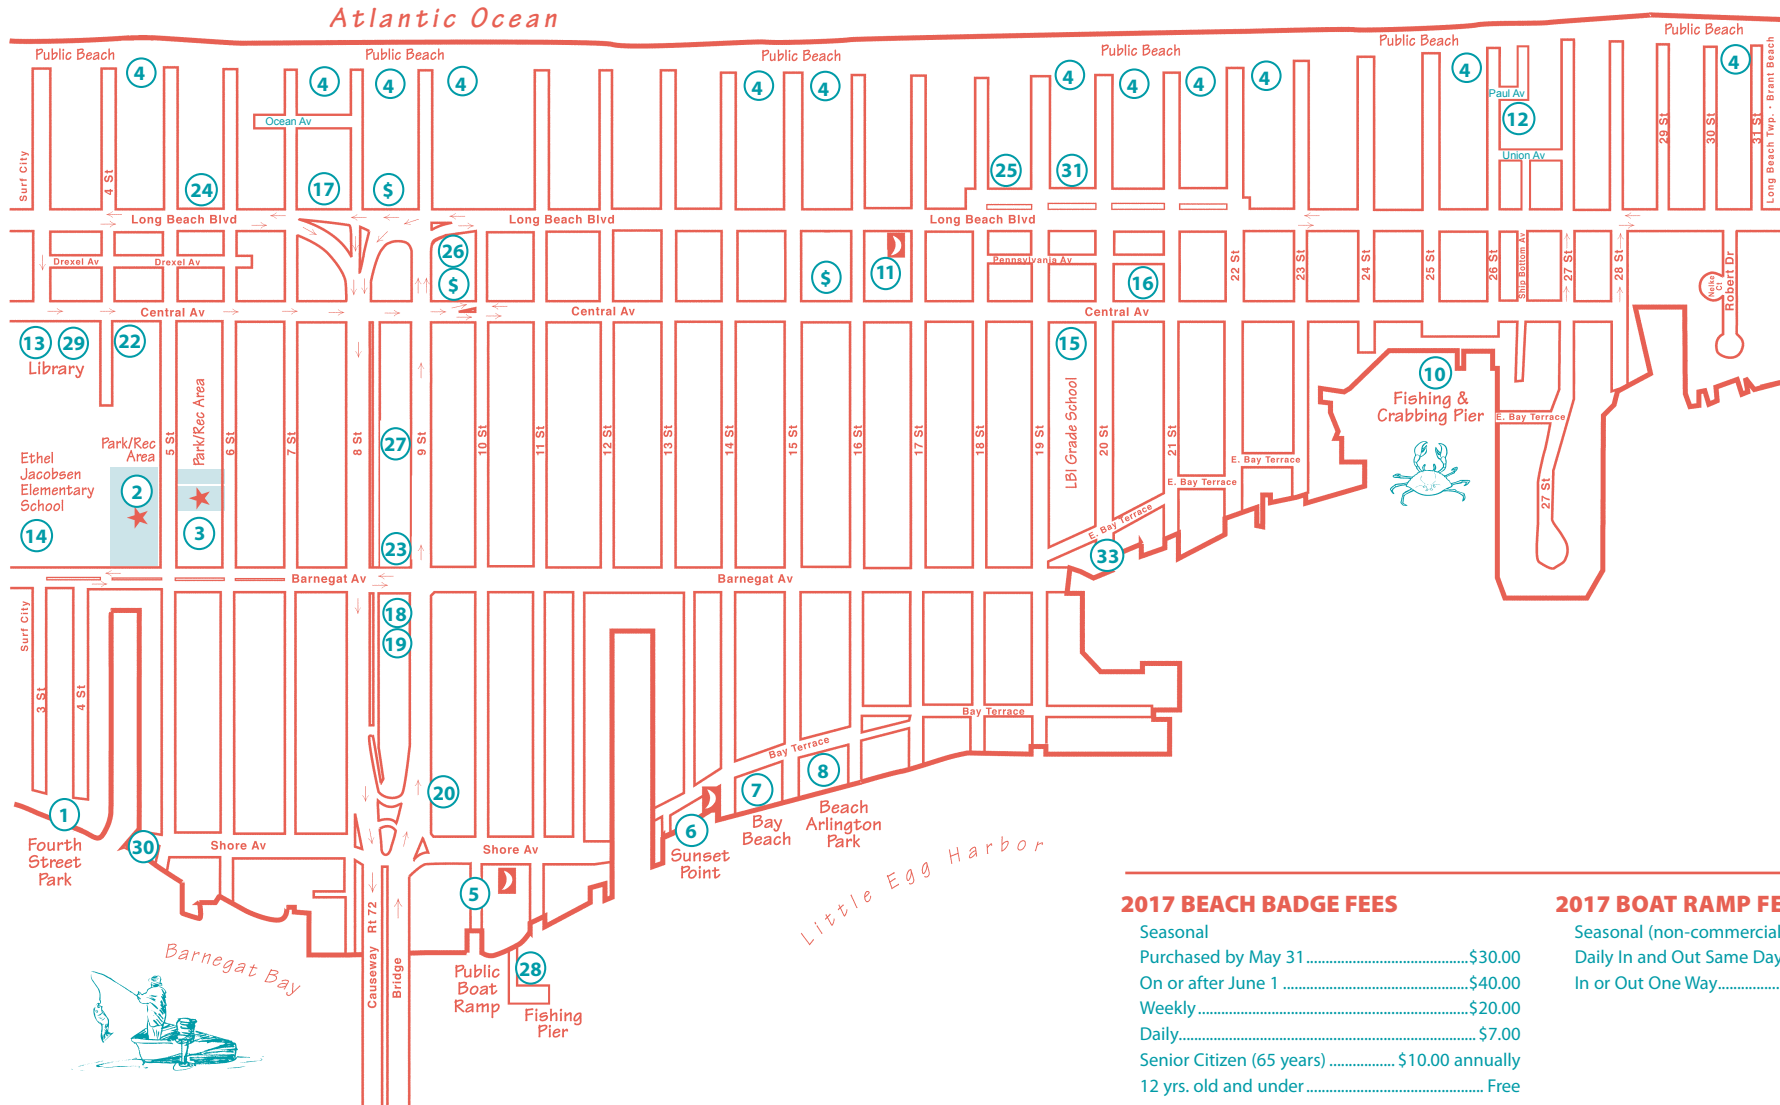 Atlantic Ocean
Public Beach
Public Beach
Public Beach
Public Beach
Public Beach
Public Beach
4
4
4
4
4
4
4
4
4
4
4
4
Surf City
4 St
Ocean Av
Paul Av
12
Union Av
29 St
30 St
31 St
Long Beach Twp. • Brant Beach
24
17
$
25
31
Long Beach Blvd
Long Beach Blvd
Long Beach Blvd
Drexel Av
Drexel Av
26
$
$
11
Pennsylvania Av
16
22 St
23 St
24 St
25 St
26 St
Ship Bottom Av
27 St
28 St
Neike Ct
Robert Dr
Central Av
Central Av
Central Av
13
29
Library
22
15
10
Fishing &
Crabbing Pier
E. Bay Terrace
27 St
Park/Rec Area
Park/Rec
Area
2
3
5 St
6 St
7 St
8 St
27
9 St
10 St
11 St
12 St
13 St
14 St
15 St
16 St
17 St
18 St
19 St
LBI Grade School
20 St
21 St
E. Bay Terrace
E. Bay Terrace
E. Bay Terrace
33
Ethel
Jacobsen
Elementary
School
14
23
Barnegat Av
Barnegat Av
Surf City
3 St
4 St
18
19
20
Bay Terrace
Bay Terrace
1
Fourth
Street
Park
30
Shore Av
Shore Av
6
Sunset
Point
7
Bay
Beach
8
Beach
Arlington
Park
5
Causeway Rt 72
Bridge
Public
Boat
Ramp
28
Fishing
Pier
Barnegat Bay
Little Egg Harbor
2017 BEACH BADGE FEES
Seasonal
Purchased by May 31 $30.00
On or after June 1 $40.00
Weekly $20.00
Daily $7.00
Senior Citizen (65 years) $10.00 annually
12 yrs. old and under Free
2017 BOAT RAMP FE
Seasonal (non-commercial
Daily In and Out Same Day
In or Out One Way